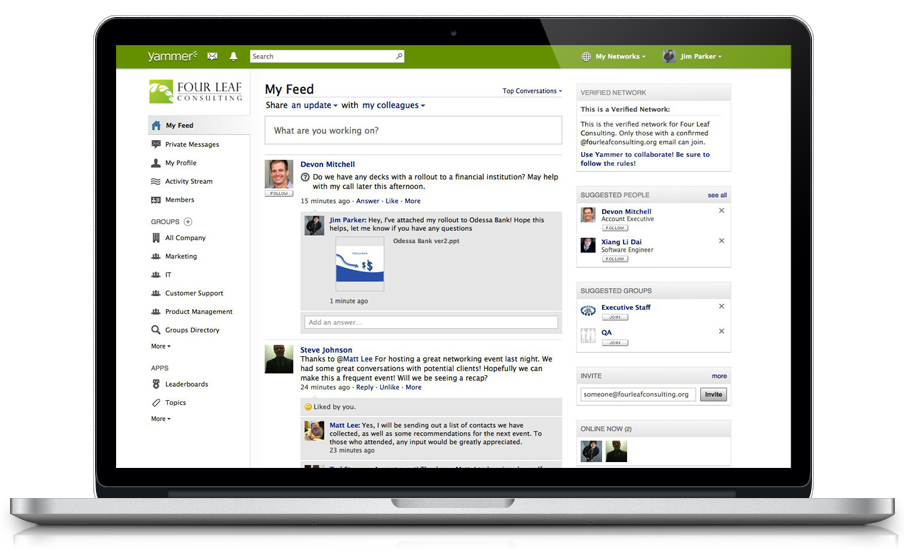 yammer
Search
My Networks
Jim Parker
FOUR LEAF
CONSULTING
My Feed
Private Messages
My Profile
Activity Stream
Members
GROUPS
All Company
Marketing
IT
Customer Support
Product Management
Groups Directory
More
APPS
Leaderboards
Topics
More
My Feed
Top Conversations
Share an update with my colleagues
What are you working on?
Devon Mitchell
Do we have any decks with a rollout to a financial institution? May help
with my call later this afternoon.
FOLLOW
15 minutes ago · Answer · Like · More
Jim Parker: Hey, I've attached my rollout to Odessa Bank! Hope this
helps, let me know if you have any questions
Odessa Bank ver2.ppt
Odessa Bank
$$
1 minute ago
Add an answer...
Steve Johnson
Thanks to @Matt Lee For hosting a great networking event last night. We
had some great conversations with potential clients! Hopefully we can
make this a frequent event! Will we be seeing a recap?
24 minutes ago · Reply · Unlike · More
Liked by you.
Matt Lee: Yes, I will be sending out a list of contacts we have
collected, as well as some recommendations for the next event. To
those who attended, any input would be greatly appreciated.
23 minutes ago
VERIFIED NETWORK
This is a Verified Network:
This is the verified network for Four Leaf
Consulting. Only those with a confirmed
@fourleafconsulting.org email can join.
Use Yammer to collaborate! Be sure to
follow the rules!
SUGGESTED PEOPLE see all
Devon Mitchell
Account Executive
FOLLOW
Xiang Li Dai
Software Engineer
FOLLOW
SUGGESTED GROUPS
Executive Staff
JOIN
QA
JOIN
INVITE more
someone@fourleafconsulting.org Invite
ONLINE NOW (2)